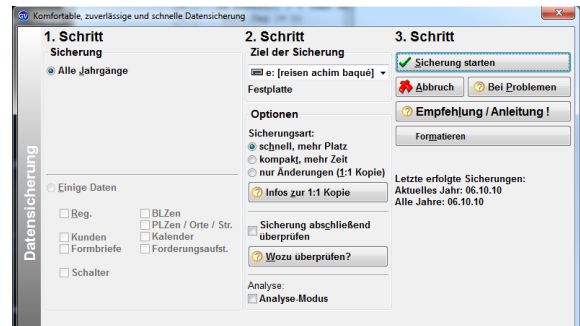 Komfortable, zuverlässige und schnelle Datensicherung
Datensicherung
1. Schritt
Sicherung
Alle Jahrgänge
Einige Daten
Reg.
BLZen
PLZen / Orte / Str.
Kunden
Kalender
Formbriefe
Forderungsaufst.
Schalter
2. Schritt
Ziel der Sicherung
e: [reisen achim baqué]
Festplatte
Optionen
Sicherungsart:
schnell, mehr Platz
kompakt, mehr Zeit
nur Änderungen (1:1 Kopie)
Infos zur 1:1 Kopie
Sicherung abschließend
überprüfen
Wozu überprüfen?
Analyse:
Analyse-Modus
3. Schritt
Sicherung starten
Abbruch
Bei Problemen
Empfehlung / Anleitung !
Formatieren
Letzte erfolgte Sicherungen:
Aktuelles Jahr: 06.10.10
Alle Jahre: 06.10.10